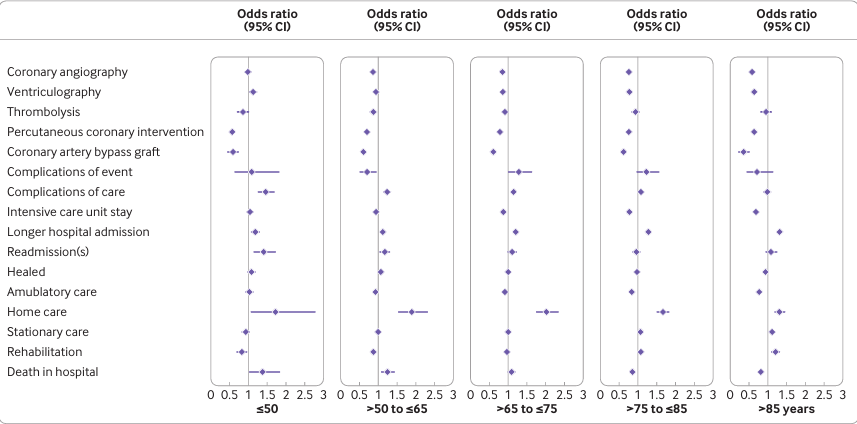 Odds ratio
(95% CI)
Odds ratio
(95% CI)
Odds ratio
(95% CI)
Odds ratio
(95% CI)
Odds ratio
(95% CI)
Coronary angiography
Ventriculography
Thrombolysis
Percutaneous coronary intervention
Coronary artery bypass graft
Complications of event
Complications of care
Intensive care unit stay
Longer hospital admission
Readmission(s)
Healed
Amublatory care
Home care
Stationary care
Rehabilitation
Death in hospital
0 0.5 1 1.5 2 2.5 3
0 0.5 1 1.5 2 2.5 3
0 0.5 1 1.5 2 2.5 3
0 0.5 1 1.5 2 2.5 3
0 0.5 1 1.5 2 2.5 3
≤50
>50 to ≤65
>65 to ≤75
>75 to ≤85
>85 years